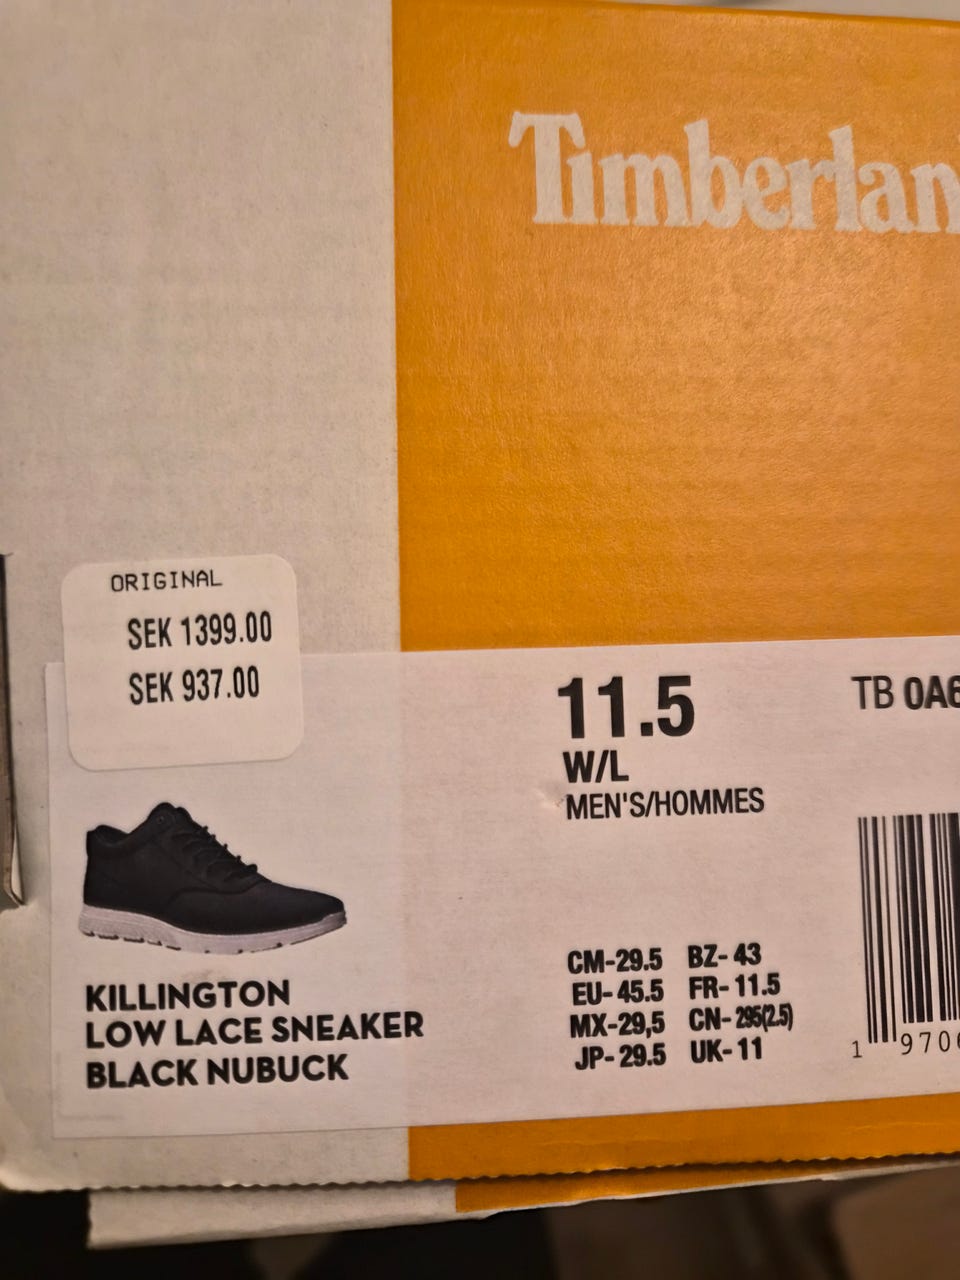 Timberlan
ORIGINAL
SEK 1399.00
SEK 937.00
11.5
W/L
MEN'S/HOMMES
TB 0A6
KILLINGTON
LOW LACE SNEAKER
BLACK NUBUCK
CM-29.5 BZ-43
EU-45.5 FR-11.5
MX-29,5 CN-295(2.5)
JP-29.5 UK-11
1 970